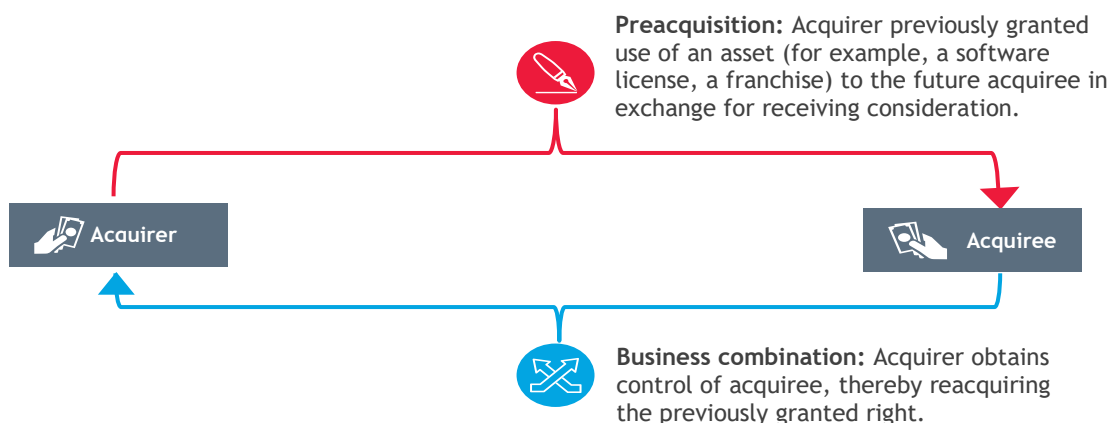 Preacquisition: Acquirer previously granted
use of an asset (for example, a software
license, a franchise) to the future acquiree in
exchange for receiving consideration.
Acauirer
Acquiree
Business combination: Acquirer obtains
control of acquiree, thereby reacquiring
the previously granted right.